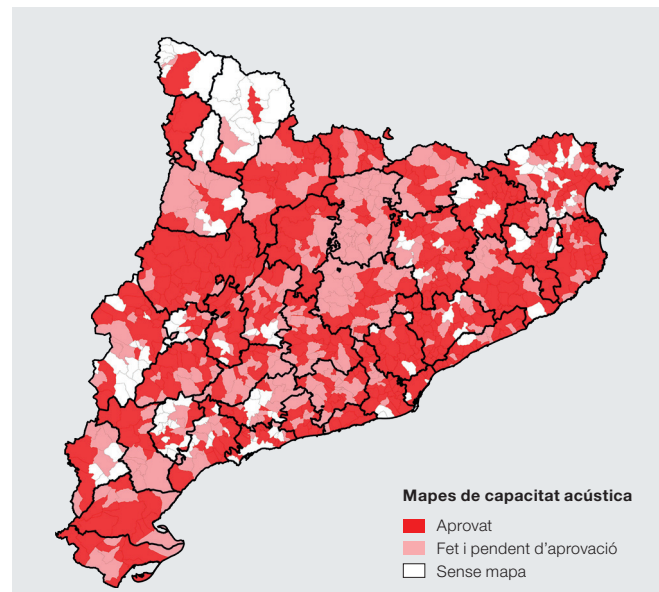 Mapes de capacitat acústica
Aprovat
Fet i pendent d'aprovació
Sense mapa